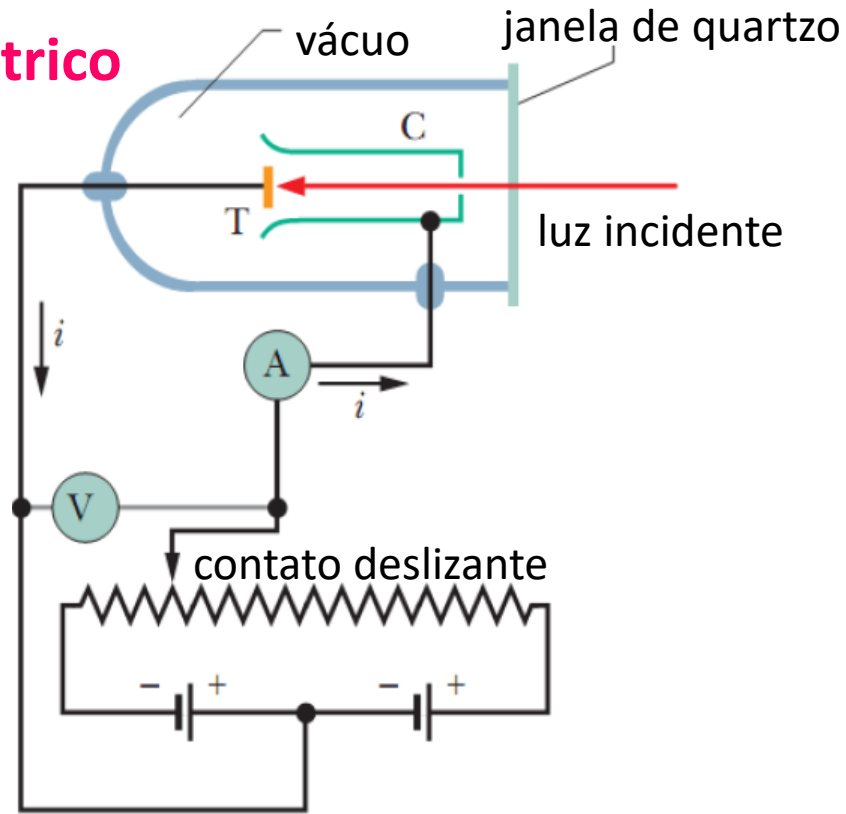 vácuo
janela de quartzo
trico
C
T
luz incidente
i
A
i
V
contato deslizante
− + − +